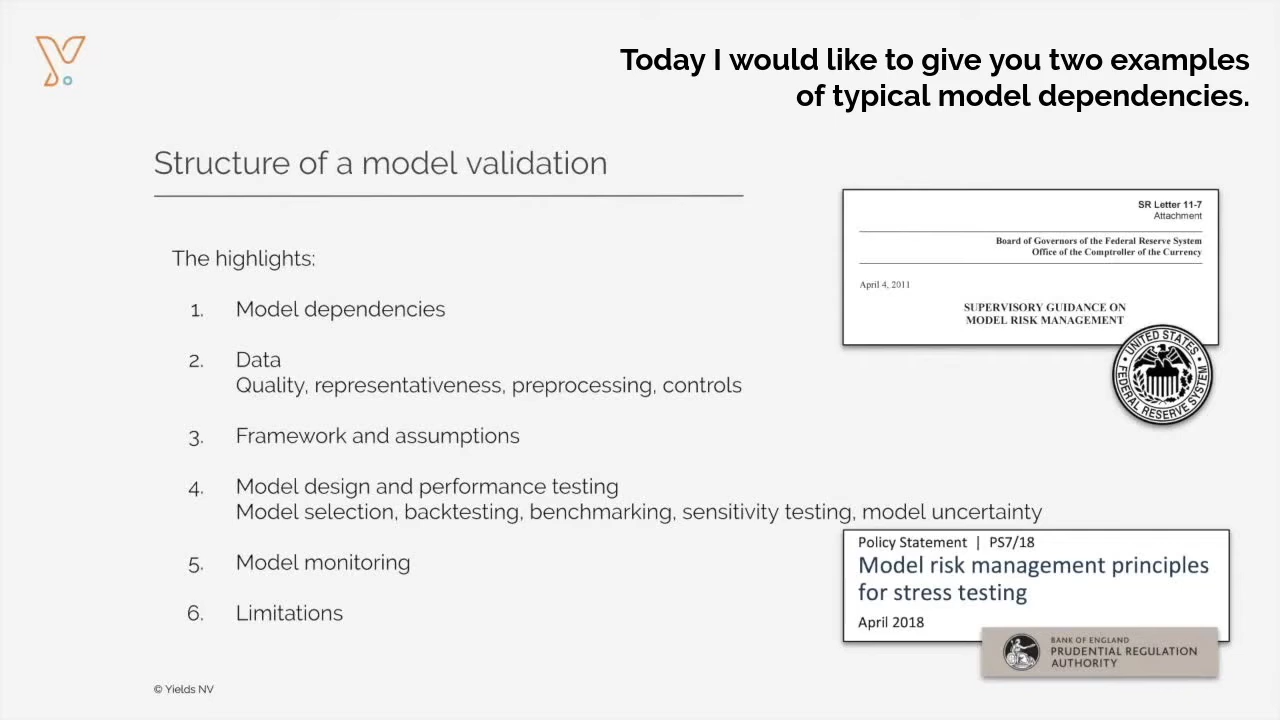 Today I would like to give you two examples
of typical model dependencies.
Structure of a model validation
The highlights:
1. Model dependencies
2. Data
Quality, representativeness, preprocessing, controls
3. Framework and assumptions
4. Model design and performance testing
Model selection, backtesting, benchmarking, sensitivity testing, model uncertainty
5. Model monitoring
6. Limitations
SR Letter 11-7
Attachment
Board of Governors of the Federal Reserve System
Office of the Comptroller of the Currency
April 4, 2011
SUPERVISORY GUIDANCE ON
MODEL RISK MANAGEMENT
UNITED STATES
FEDERAL RESERVE SYSTEM
Policy Statement | PS7/18
Model risk management principles
for stress testing
April 2018
BANK OF ENGLAND
PRUDENTIAL REGULATION
AUTHORITY
© Yields NV